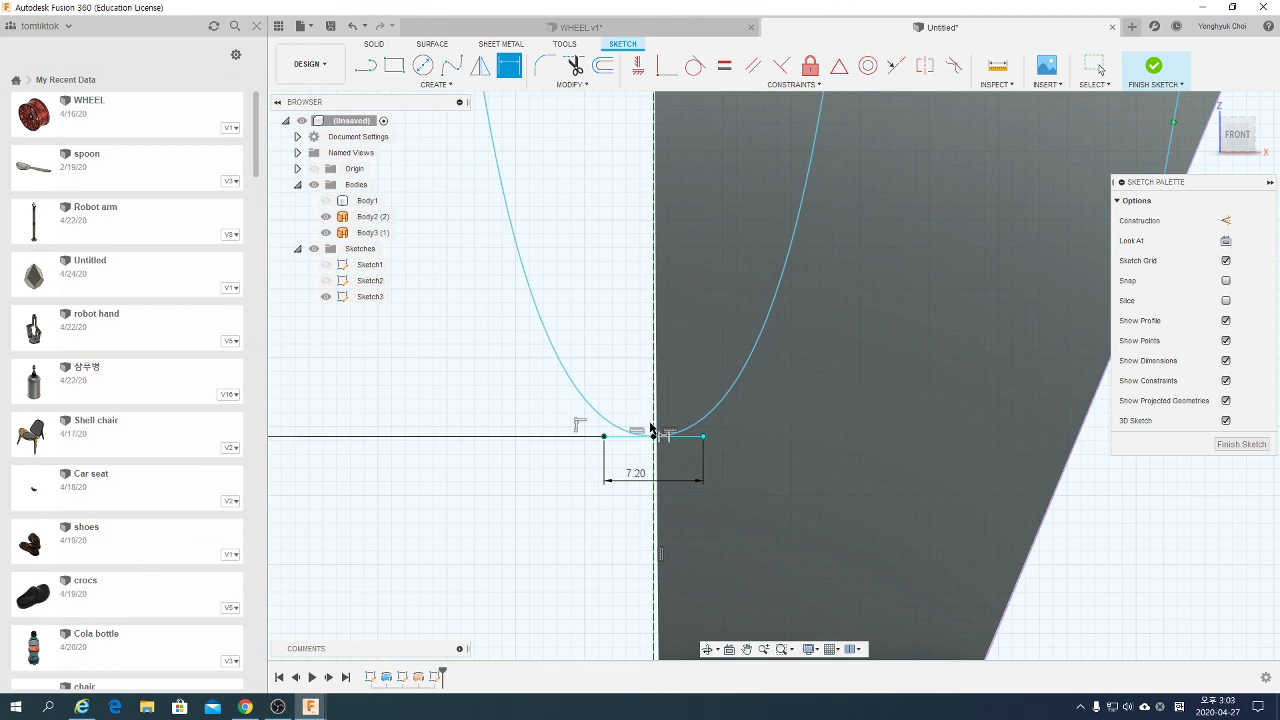 Autodesk Fusion 360 (Education License)
tomtiktok
WHEEL v1*
Untitled*
Yonghyuk Choi
DESIGN
SOLID
SURFACE
SHEET METAL
TOOLS
SKETCH
CREATE
MODIFY
CONSTRAINTS
INSPECT
INSERT
SELECT
FINISH SKETCH
My Recent Data
WHEEL
4/16/20
V1
spoon
2/19/20
V3
Robot arm
4/22/20
V8
Untitled
4/24/20
V1
robot hand
4/22/20
V5
샴푸병
4/22/20
V16
Shell chair
4/17/20
V2
Car seat
4/18/20
V2
shoes
4/19/20
V1
crocs
4/19/20
V5
Cola bottle
4/20/20
V3
chair
BROWSER
(Unsaved)
Document Settings
Named Views
Origin
Bodies
Body1
Body2 (2)
Body3 (1)
Sketches
Sketch1
Sketch2
Sketch3
7.20
Z
FRONT
X
SKETCH PALETTE
Options
Construction
Look At
Sketch Grid
Snap
Slice
Show Profile
Show Points
Show Dimensions
Show Constraints
Show Projected Geometries
3D Sketch
Finish Sketch
COMMENTS
오후 3:03
2020-04-27